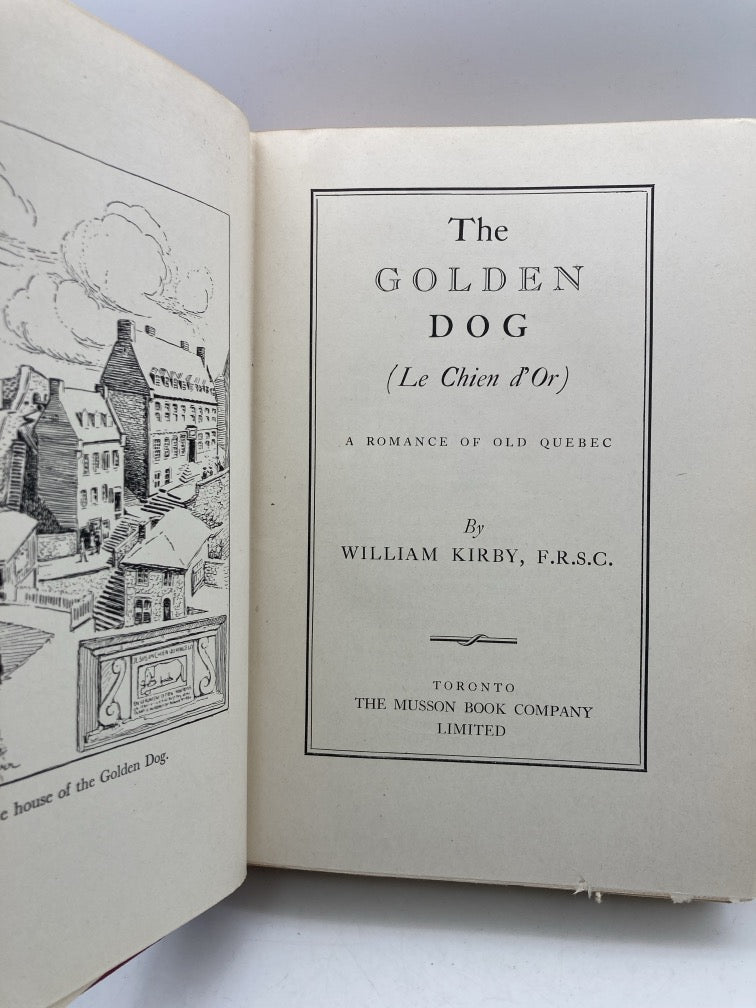 e house of the Golden Dog.
The
GOLDEN
DOG
(Le Chien d'Or)
A ROMANCE OF OLD QUEBEC
By
WILLIAM KIRBY, F.R.S.C.
TORONTO
THE MUSSON BOOK COMPANY
LIMITED